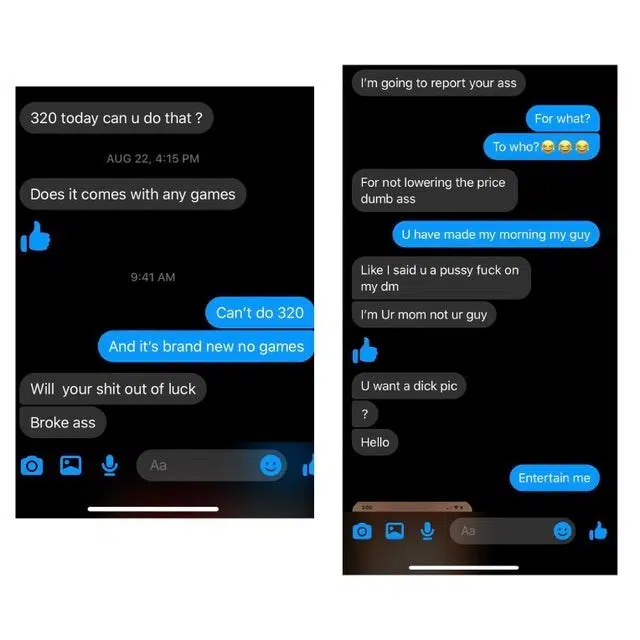 320 today can u do that ?
AUG 22, 4:15 PM
Does it comes with any games
9:41 AM
Can't do 320
And it's brand new no games
Will your shit out of luck
Broke ass
Aa
I'm going to report your ass
For what?
To who?😂😂😂
For not lowering the price
dumb ass
U have made my morning my guy
Like I said u a pussy fuck on
my dm
I'm Ur mom not ur guy
U want a dick pic
?
Hello
Entertain me
Aa